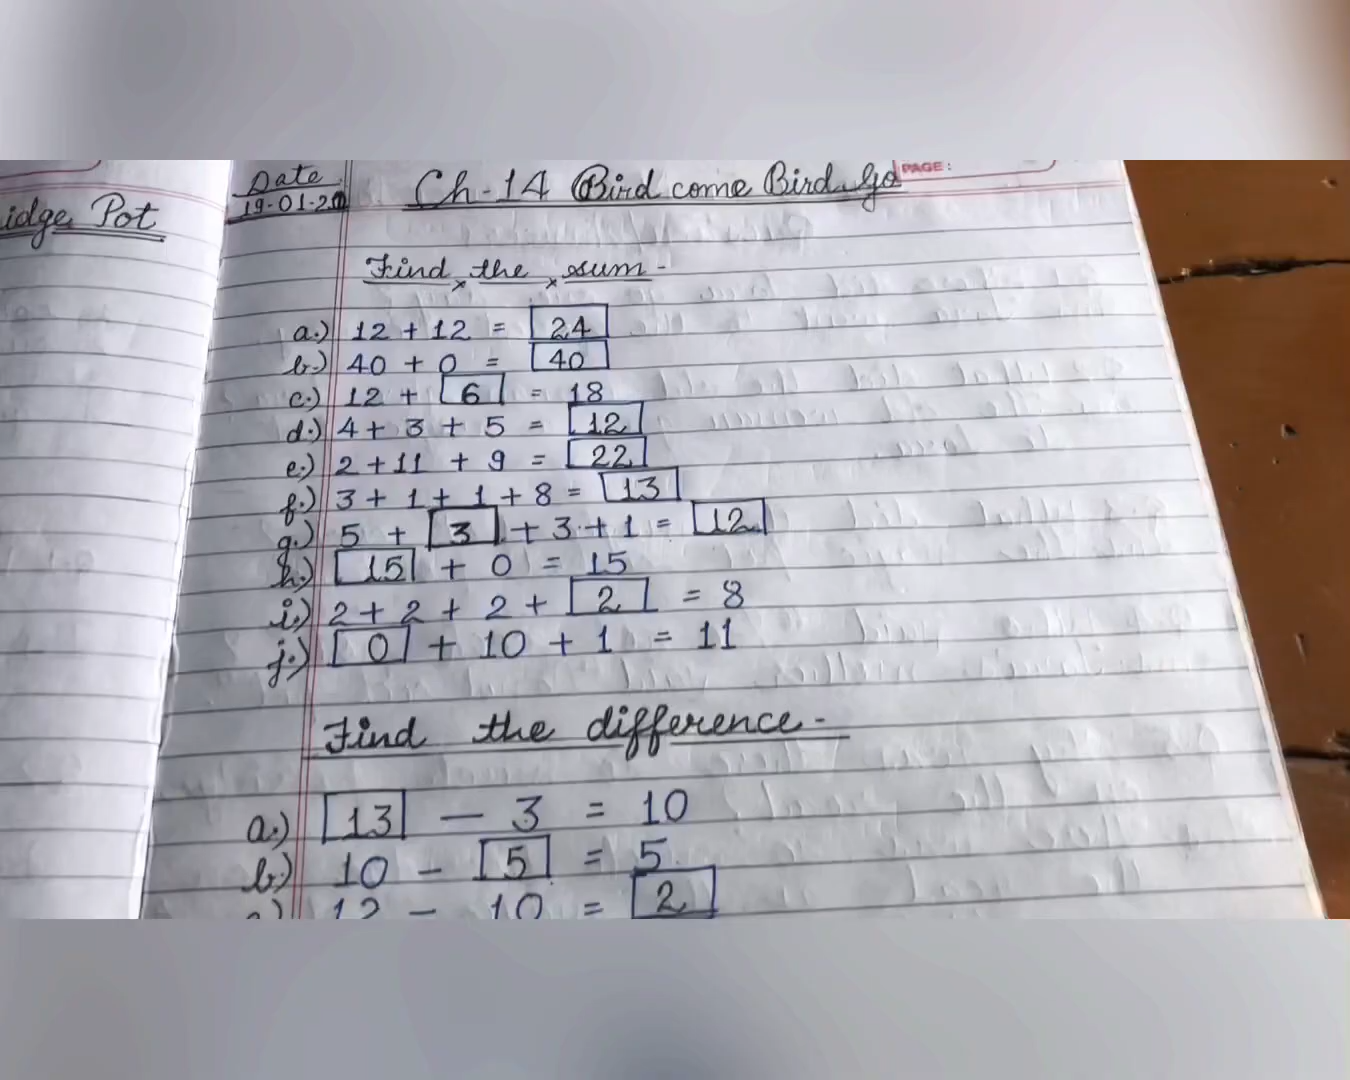 idge Pot
Date
19-01-20
Ch-14 Bird come Bird go
PAGE:
Find the sum-
a.) 12 + 12 = 24
b.) 40 + 0 = 40
c.) 12 + 6 = 18
d.) 4 + 3 + 5 = 12
e.) 2 + 11 + 9 = 22
f.) 3 + 1 + 1 + 8 = 13
g.) 5 + 3 + 3 + 1 = 12
h.) 15 + 0 = 15
i.) 2 + 2 + 2 + 2 = 8
j.) 0 + 10 + 1 = 11
Find the difference-
a.) 13 - 3 = 10
b.) 10 - 5 = 5
12 - 10 = 2